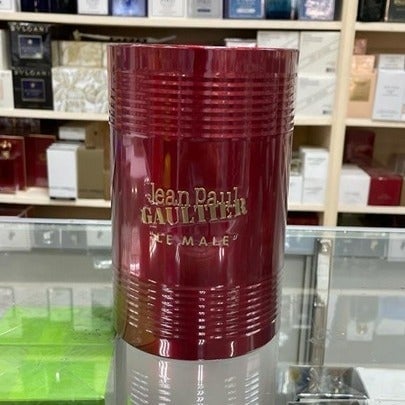 BVLGARI
BVLGARI
Jean Paul
GAULTIER
"LE MALE"